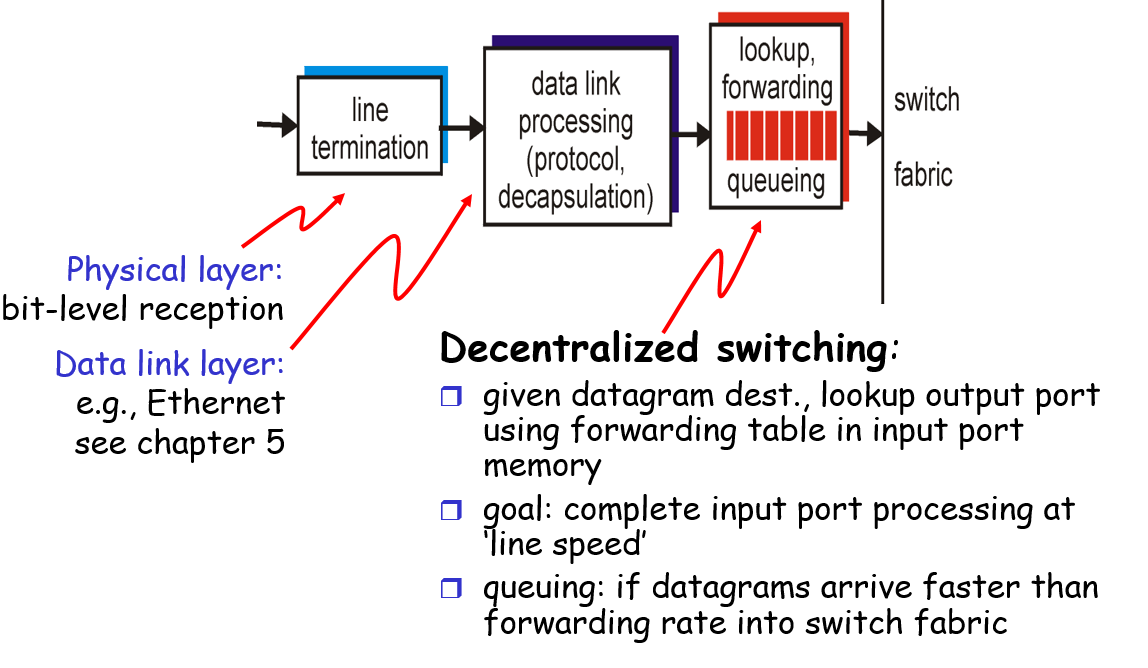 line
termination
data link
processing
(protocol,
decapsulation)
lookup,
forwarding
queueing
switch
fabric
Physical layer:
bit-level reception
Data link layer:
e.g., Ethernet
see chapter 5
Decentralized switching:
given datagram dest., lookup output port
using forwarding table in input port
memory
goal: complete input port processing at
‘line speed’
queuing: if datagrams arrive faster than
forwarding rate into switch fabric